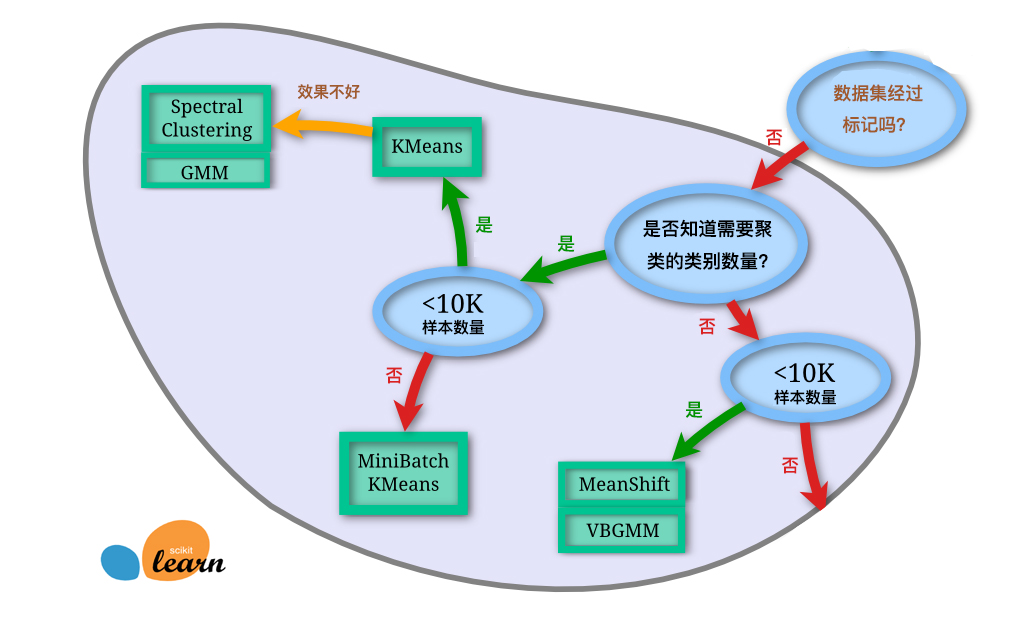 数据集经过
标记吗?
否
是否知道需要聚
类的类别数量?
是
否
<10K
样本数量
是
KMeans
效果不好
Spectral
Clustering
GMM
否
MiniBatch
KMeans
<10K
样本数量
是
MeanShift
VBGMM
否
scikit
learn